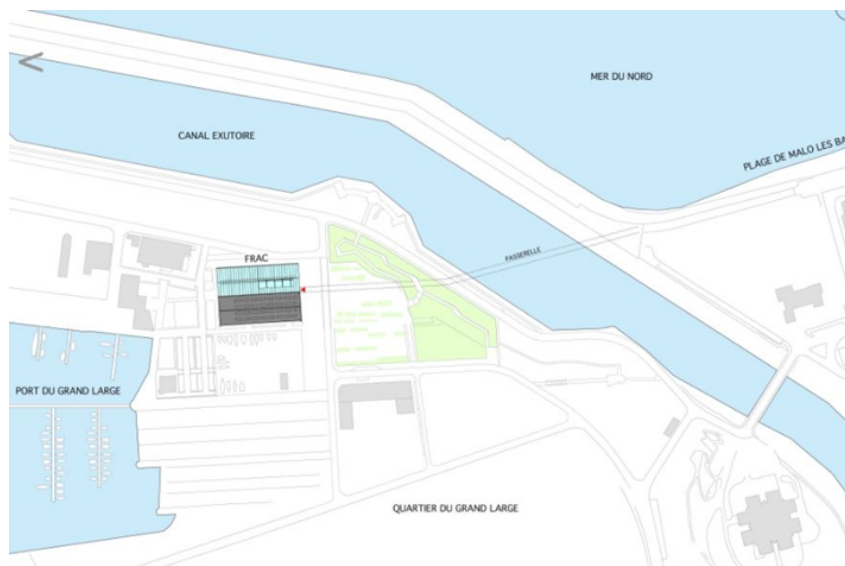 MER DU NORD
CANAL EXUTOIRE
PLAGE DE MALO LES BA
PASSERELLE
FRAC
PORT DU GRAND LARGE
QUARTIER DU GRAND LARGE